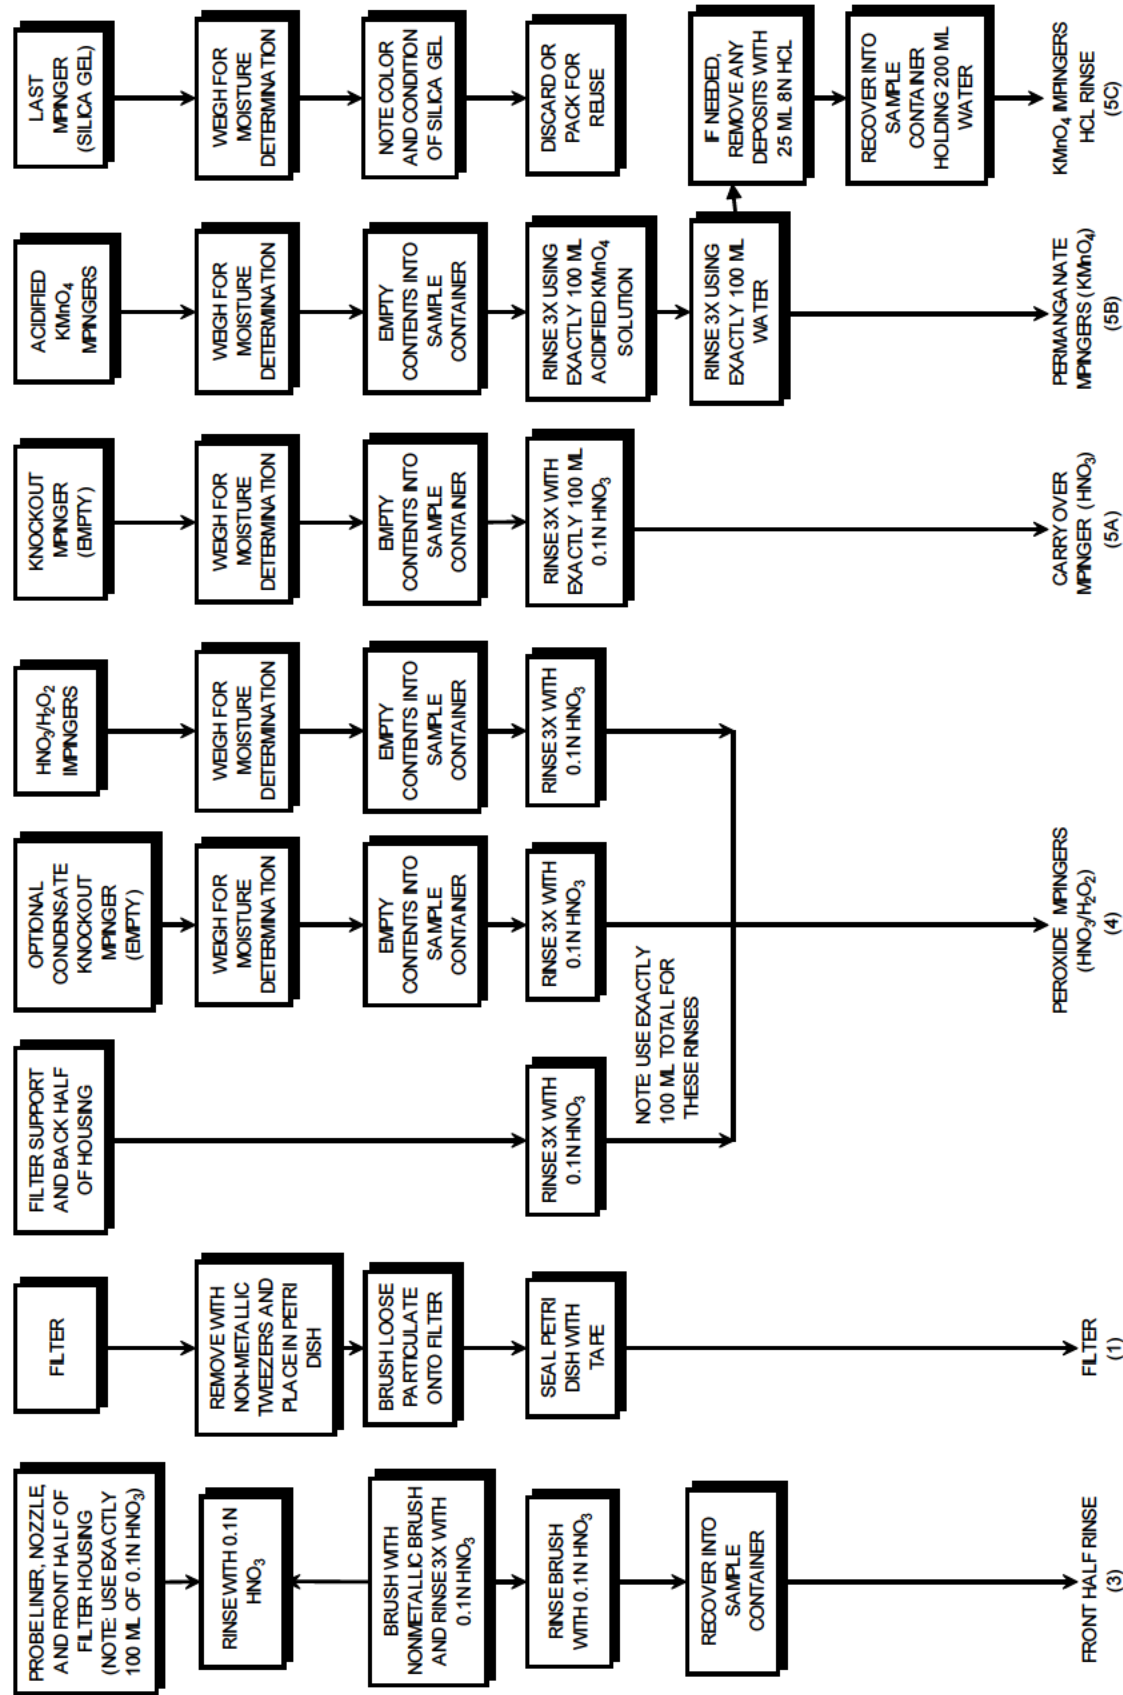 PROBE LINER, NOZZLE,
AND FRONT HALF OF
FILTER HOUSING
(NOTE: USE EXACTLY
100 ML OF 0.1N HNO₃)
RINSE WITH 0.1N
HNO₃
BRUSH WITH
NONMETALLIC BRUSH
AND RINSE 3X WITH
0.1N HNO₃
RINSE BRUSH
WITH 0.1N HNO₃
RECOVER INTO
SAMPLE
CONTAINER
FRONT HALF RINSE
(3)
FILTER
REMOVE WITH
NON-METALLIC
TWEEZERS AND
PLACE IN PETRI
DISH
BRUSH LOOSE
PARTICULATE
ONTO FILTER
SEAL PETRI
DISH WITH
TAPE
FILTER
(1)
FILTER SUPPORT
AND BACK HALF
OF HOUSING
RINSE 3X WITH
0.1N HNO₃
NOTE: USE EXACTLY
100 ML TOTAL FOR
THESE RINSES
OPTIONAL
CONDENSATE
KNOCKOUT
MPINGER
(EMPTY)
WEIGH FOR
MOISTURE
DETERMINATION
EMPTY
CONTENTS INTO
SAMPLE
CONTAINER
RINSE 3X WITH
0.1N HNO₃
PEROXIDE MPINGERS
(HNO₃/H₂O₂)
(4)
HNO₃/H₂O₂
IMPINGERS
WEIGH FOR
MOISTURE
DETERMINATION
EMPTY
CONTENTS INTO
SAMPLE
CONTAINER
RINSE 3X WITH
0.1N HNO₃
KNOCKOUT
MPINGER
(EMPTY)
WEIGH FOR
MOISTURE
DETERMINATION
EMPTY
CONTENTS INTO
SAMPLE
CONTAINER
RINSE 3X WITH
EXACTLY 100 ML
0.1N HNO₃
CARRY OVER
MPINGER (HNO₃)
(5A)
ACIDIFIED
KMnO₄
MPINGERS
WEIGH FOR
MOISTURE
DETERMINATION
EMPTY
CONTENTS INTO
SAMPLE
CONTAINER
RINSE 3X USING
EXACTLY 100 ML
ACIDIFIED KMnO₄
SOLUTION
RINSE 3X USING
EXACTLY 100 ML
WATER
PERMANGANATE
MPINGERS (KMnO₄)
(5B)
LAST
MPINGER
(SILICA GEL)
WEIGH FOR
MOISTURE
DETERMINATION
NOTE COLOR
AND CONDITION
OF SILICA GEL
DISCARD OR
PACK FOR
REUSE
IF NEEDED,
REMOVE ANY
DEPOSITS WITH
25 ML 8N HCL
RECOVER INTO
SAMPLE
CONTAINER
HOLDING 200 ML
WATER
KMnO₄ IMPINGERS
HCL RINSE
(5C)